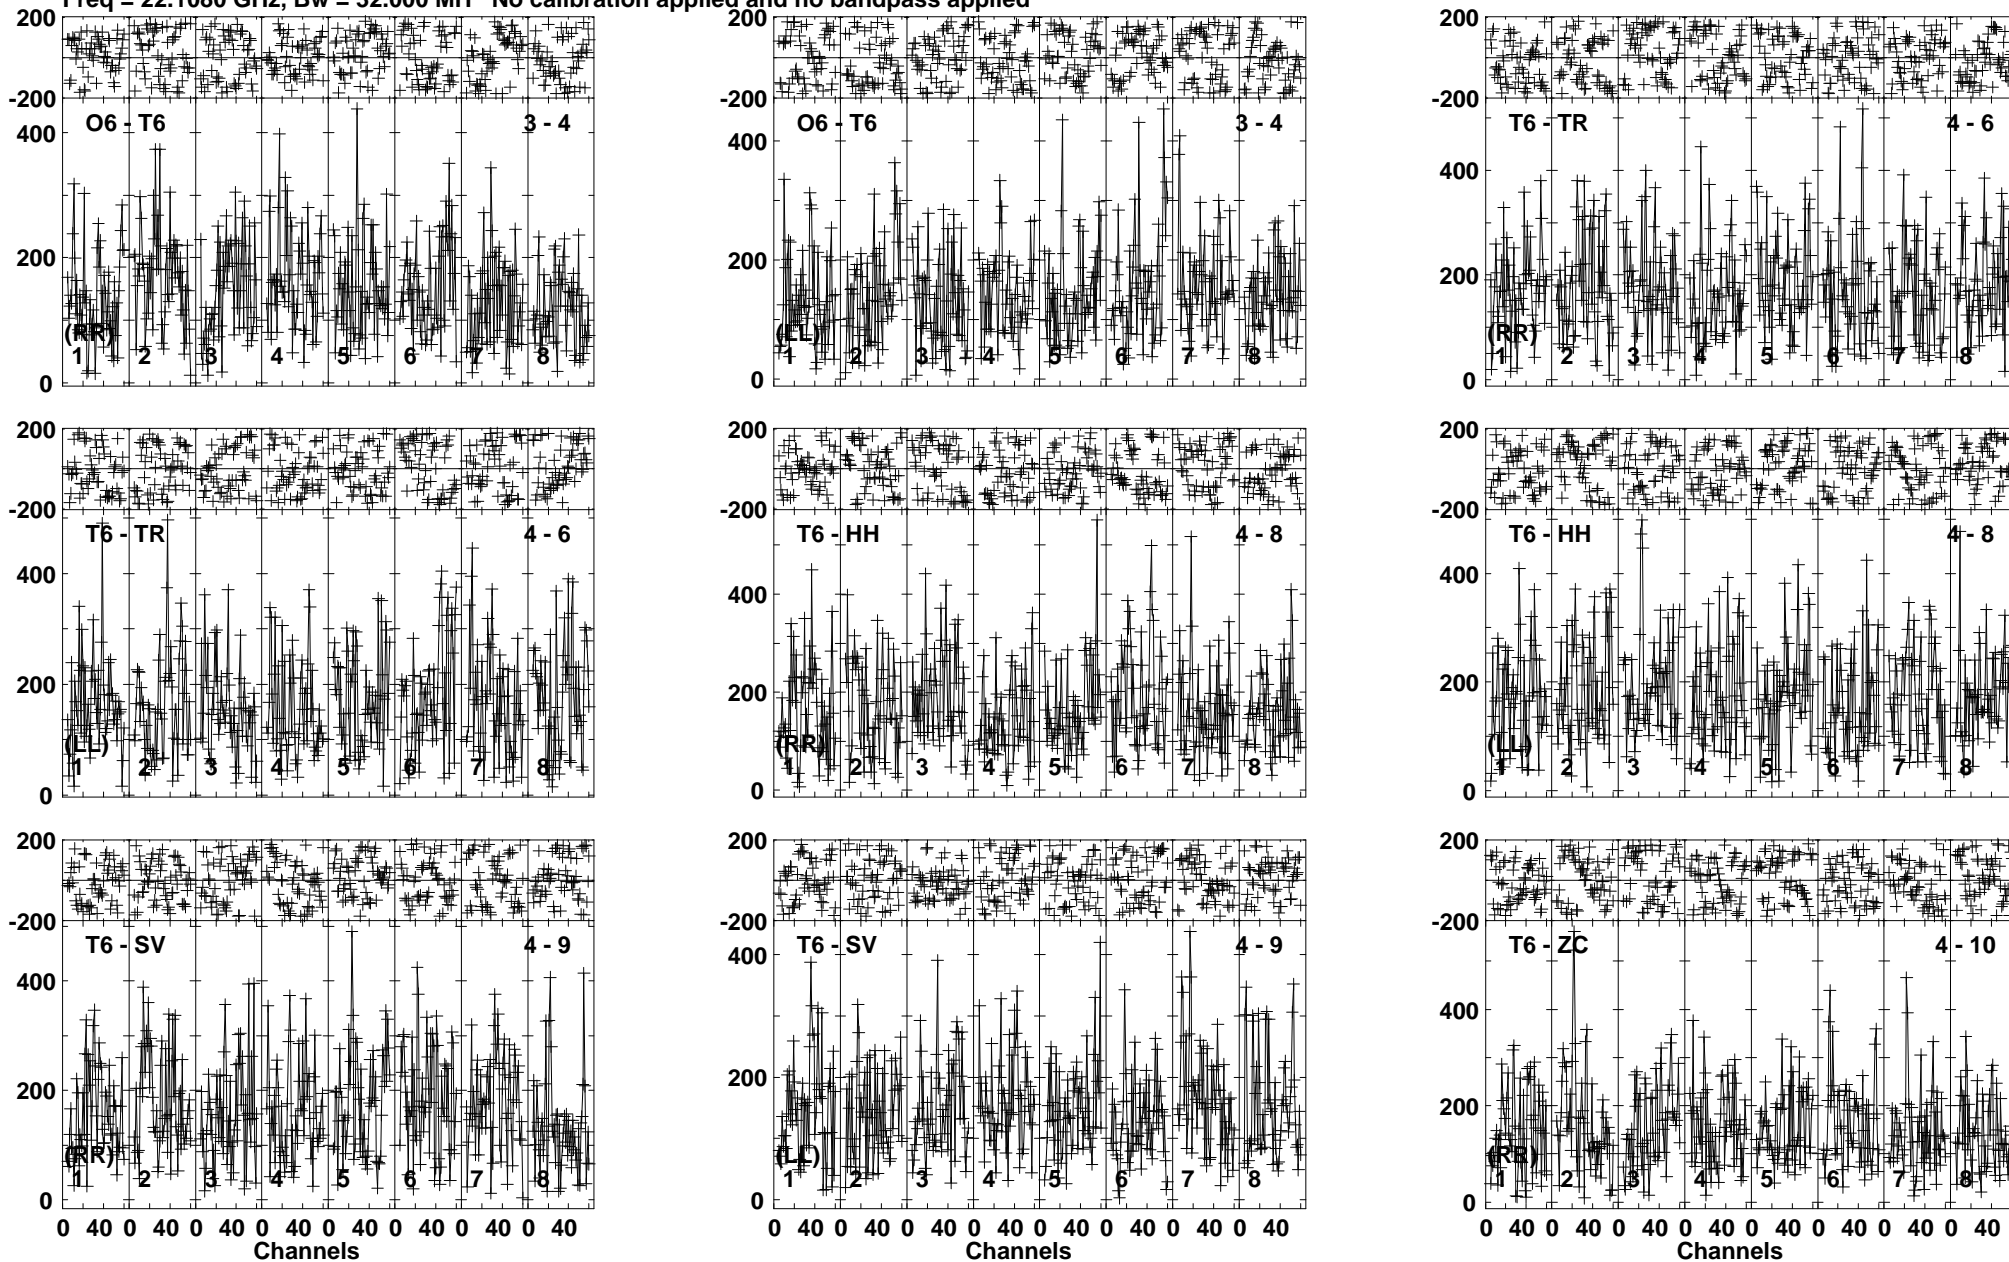 Freq = 22.1080 GHz, Bw = 32.000 MH No calibration applied and no bandpass applied
200 200 200
-200 -200 -200
O6 - T6 3 - 4 O6 - T6 3 - 4 T6 - TR 4 - 6
400 400 400
200 200 200
(RR) (LL) (RR)
1 2 3 4 5 6 7 8 1 2 3 4 5 6 7 8 1 2 3 4 5 6 7 8
0 0 0
200 200 200
-200 -200 -200
T6 - TR 4 - 6 T6 - HH 4 - 8 T6 - HH 4 - 8
400 400 400
200 200 200
(LL) (RR) (LL)
1 2 3 4 5 6 7 8 1 2 3 4 5 6 7 8 1 2 3 4 5 6 7 8
0 0 0
200 200 200
-200 -200 -200
T6 - SV 4 - 9 T6 - SV 4 - 9 T6 - ZC 4 - 10
400 400 400
200 200 200
(RR) (LL) (RR)
1 2 3 4 5 6 7 8 1 2 3 4 5 6 7 8 1 2 3 4 5 6 7 8
0 0 0
0 40 0 40 0 40 0 40 0 40 0 40 0 40 0 40 0 40 0 40 0 40 0 40 0 40 0 40 0 40 0 40 0 40 0 40 0 40 0 40 0 40 0 40 0 40 0 40
Channels Channels Channels